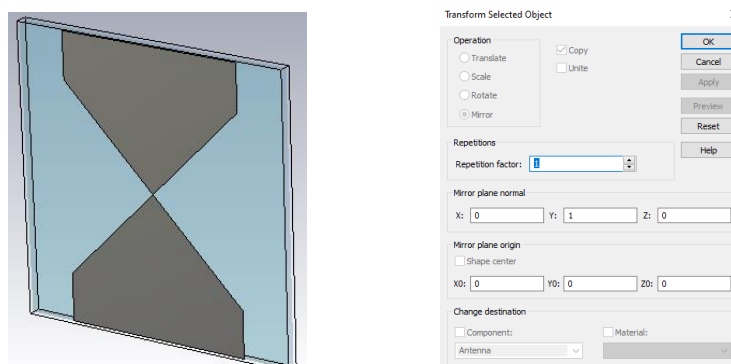 Transform Selected Object
Operation
Translate
Scale
Rotate
Mirror
Copy
Unite
OK
Cancel
Apply
Preview
Reset
Help
Repetitions
Repetition factor: 1
Mirror plane normal
X: 0 Y: 1 Z: 0
Mirror plane origin
Shape center
X0: 0 Y0: 0 Z0: 0
Change destination
Component: Material:
Antenna